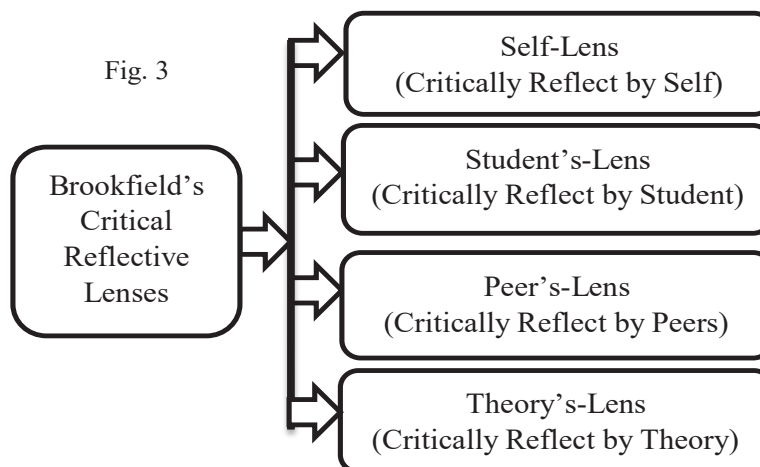 Fig. 3
Brookfield's
Critical
Reflective
Lenses
Self-Lens
(Critically Reflect by Self)
Student's-Lens
(Critically Reflect by Student)
Peer's-Lens
(Critically Reflect by Peers)
Theory's-Lens
(Critically Reflect by Theory)